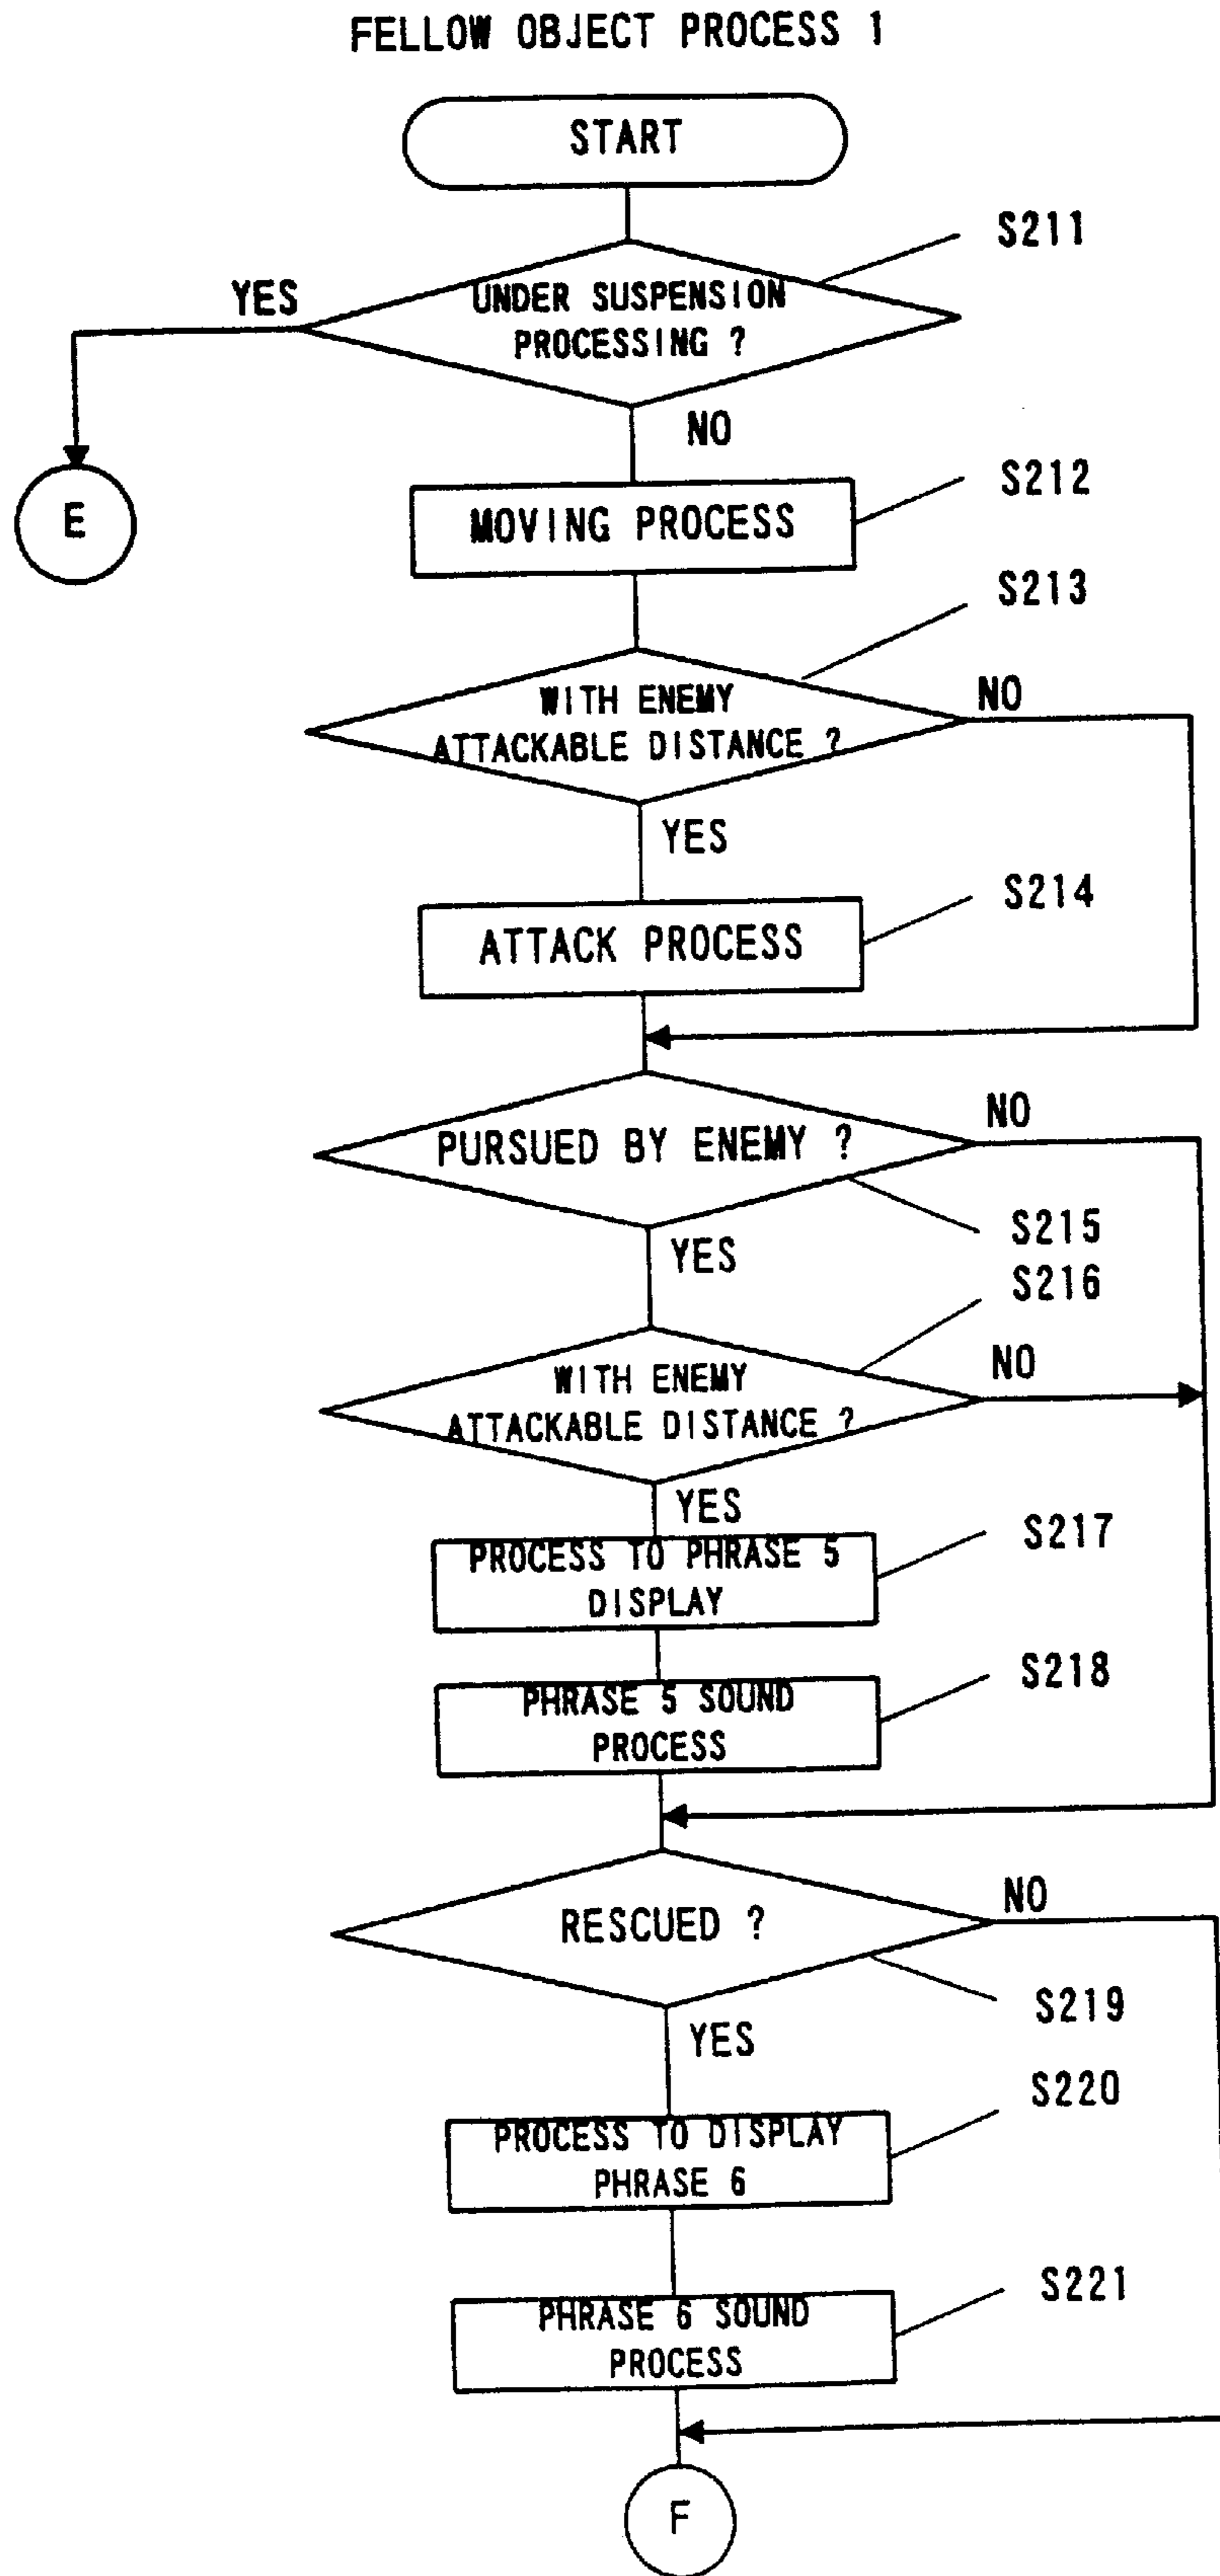 FELLOW OBJECT PROCESS 1
START
S211
YES
UNDER SUSPENSION
PROCESSING ?
NO
E
S212
MOVING PROCESS
S213
WITH ENEMY
ATTACKABLE DISTANCE ?
NO
YES
S214
ATTACK PROCESS
PURSUED BY ENEMY ?
NO
S215
YES
S216
WITH ENEMY
ATTACKABLE DISTANCE ?
NO
YES
S217
PROCESS TO PHRASE 5
DISPLAY
S218
PHRASE 5 SOUND
PROCESS
RESCUED ?
NO
S219
YES
S220
PROCESS TO DISPLAY
PHRASE 6
S221
PHRASE 6 SOUND
PROCESS
F